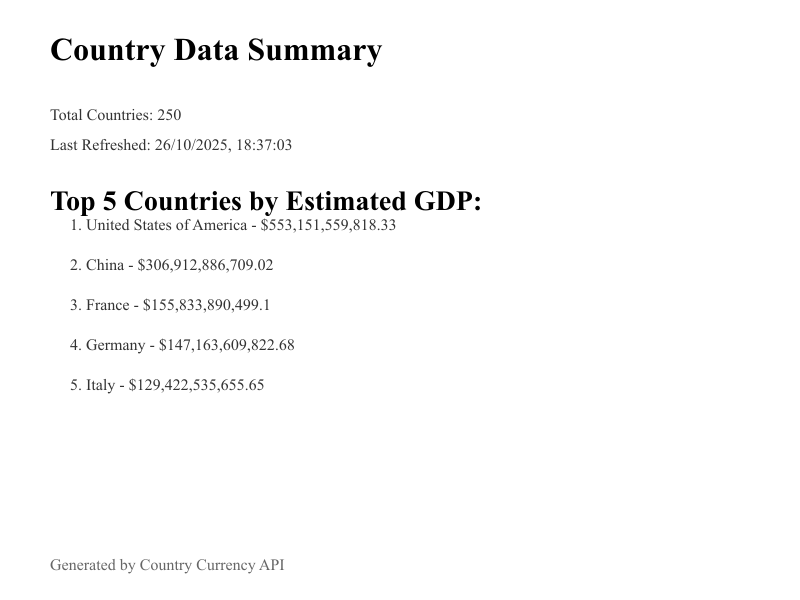 Country Data Summary
Total Countries: 250
Last Refreshed: 26/10/2025, 18:37:03
Top 5 Countries by Estimated GDP:
1. United States of America - $553,151,559,818.33
2. China - $306,912,886,709.02
3. France - $155,833,890,499.1
4. Germany - $147,163,609,822.68
5. Italy - $129,422,535,655.65
Generated by Country Currency API